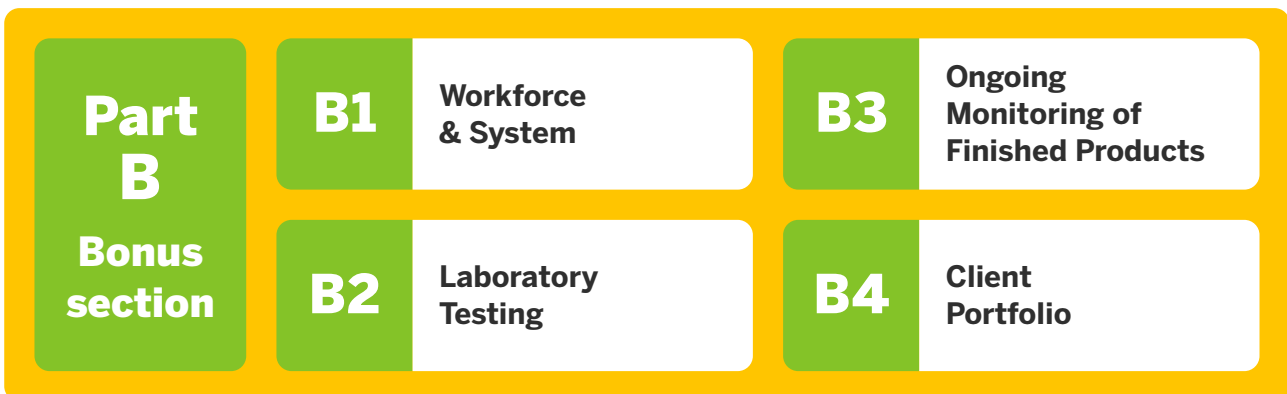 Part
B
Bonus
section
B1
Workforce
& System
B2
Laboratory
Testing
B3
Ongoing
Monitoring of
Finished Products
B4
Client
Portfolio